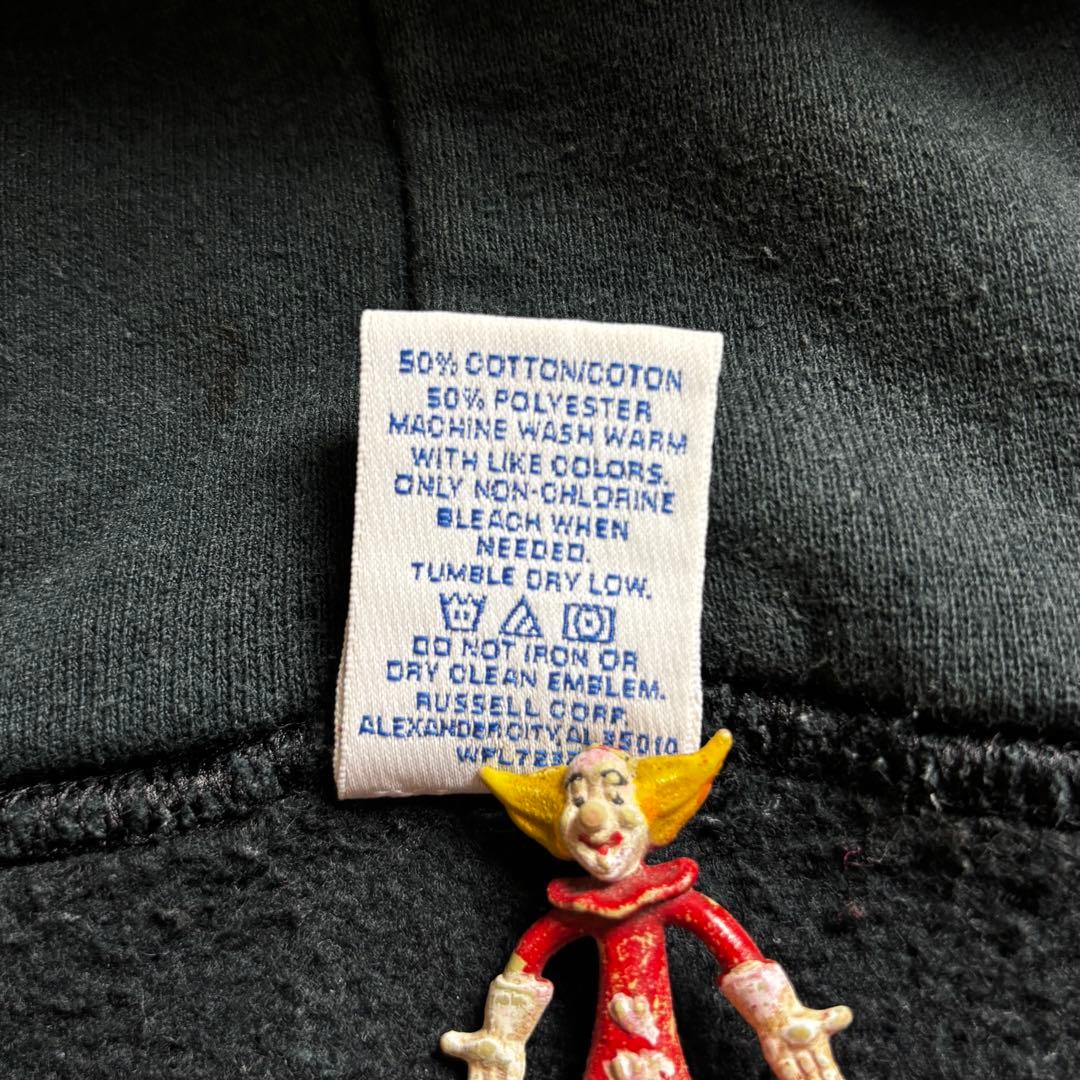 50% COTTON/COTON
50% POLYESTER
MACHINE WASH WARM
WITH LIKE COLORS.
ONLY NON-CHLORINE
BLEACH WHEN
NEEDED.
TUMBLE DRY LOW.
DO NOT IRON OR
DRY CLEAN EMBLEM.
RUSSELL CORP.
ALEXANDER CITY, AL 35010